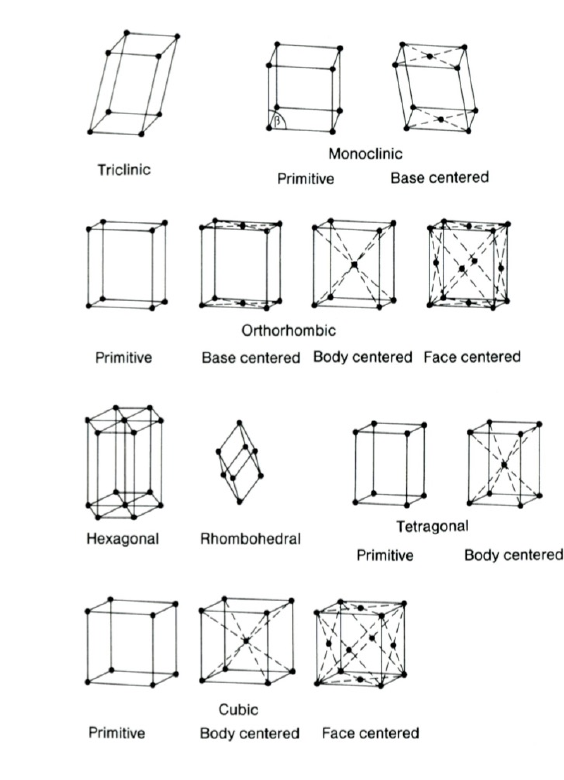 β
Triclinic
Monoclinic
Primitive Base centered
Orthorhombic
Primitive Base centered Body centered Face centered
Hexagonal Rhombohedral
Tetragonal
Primitive Body centered
Cubic
Primitive Body centered Face centered